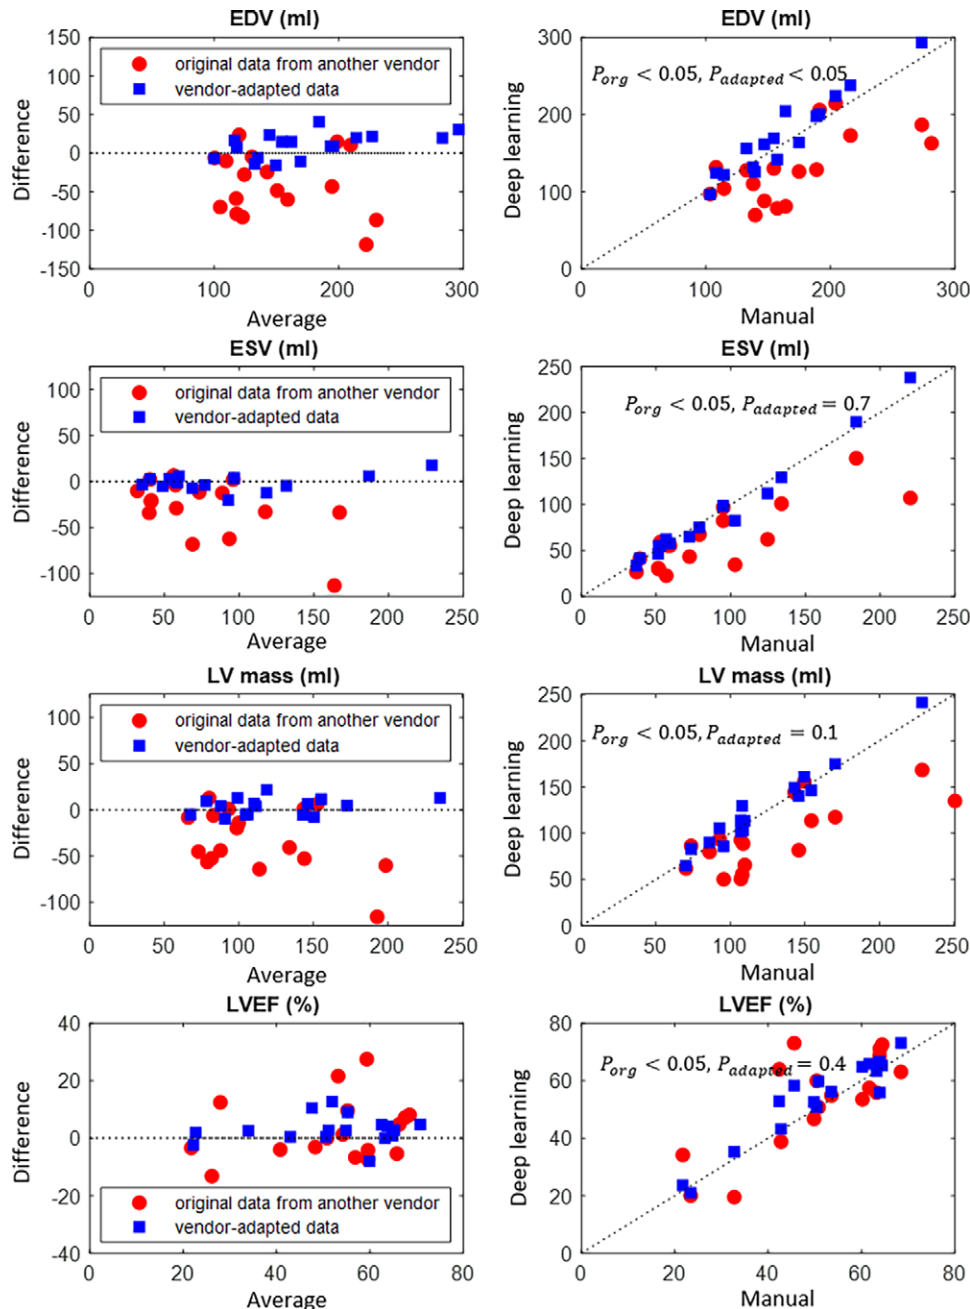 EDV (ml)
150
100
50
0
-50
-100
-150
Difference
original data from another vendor
vendor-adapted data
0
100
200
300
Average
EDV (ml)
300
200
100
0
Deep learning
P_org < 0.05, P_adapted < 0.05
0
100
200
300
Manual
ESV (ml)
100
50
0
-50
-100
Difference
original data from another vendor
vendor-adapted data
0
50
100
150
200
250
Average
ESV (ml)
250
200
150
100
50
0
Deep learning
P_org < 0.05, P_adapted = 0.7
0
50
100
150
200
250
Manual
LV mass (ml)
100
50
0
-50
-100
Difference
original data from another vendor
vendor-adapted data
0
50
100
150
200
250
Average
LV mass (ml)
250
200
150
100
50
0
Deep learning
P_org < 0.05, P_adapted = 0.1
0
50
100
150
200
250
Manual
LVEF (%)
40
20
0
-20
-40
Difference
original data from another vendor
vendor-adapted data
0
20
40
60
80
Average
LVEF (%)
80
60
40
20
0
Deep learning
P_org < 0.05, P_adapted = 0.4
0
20
40
60
80
Manual